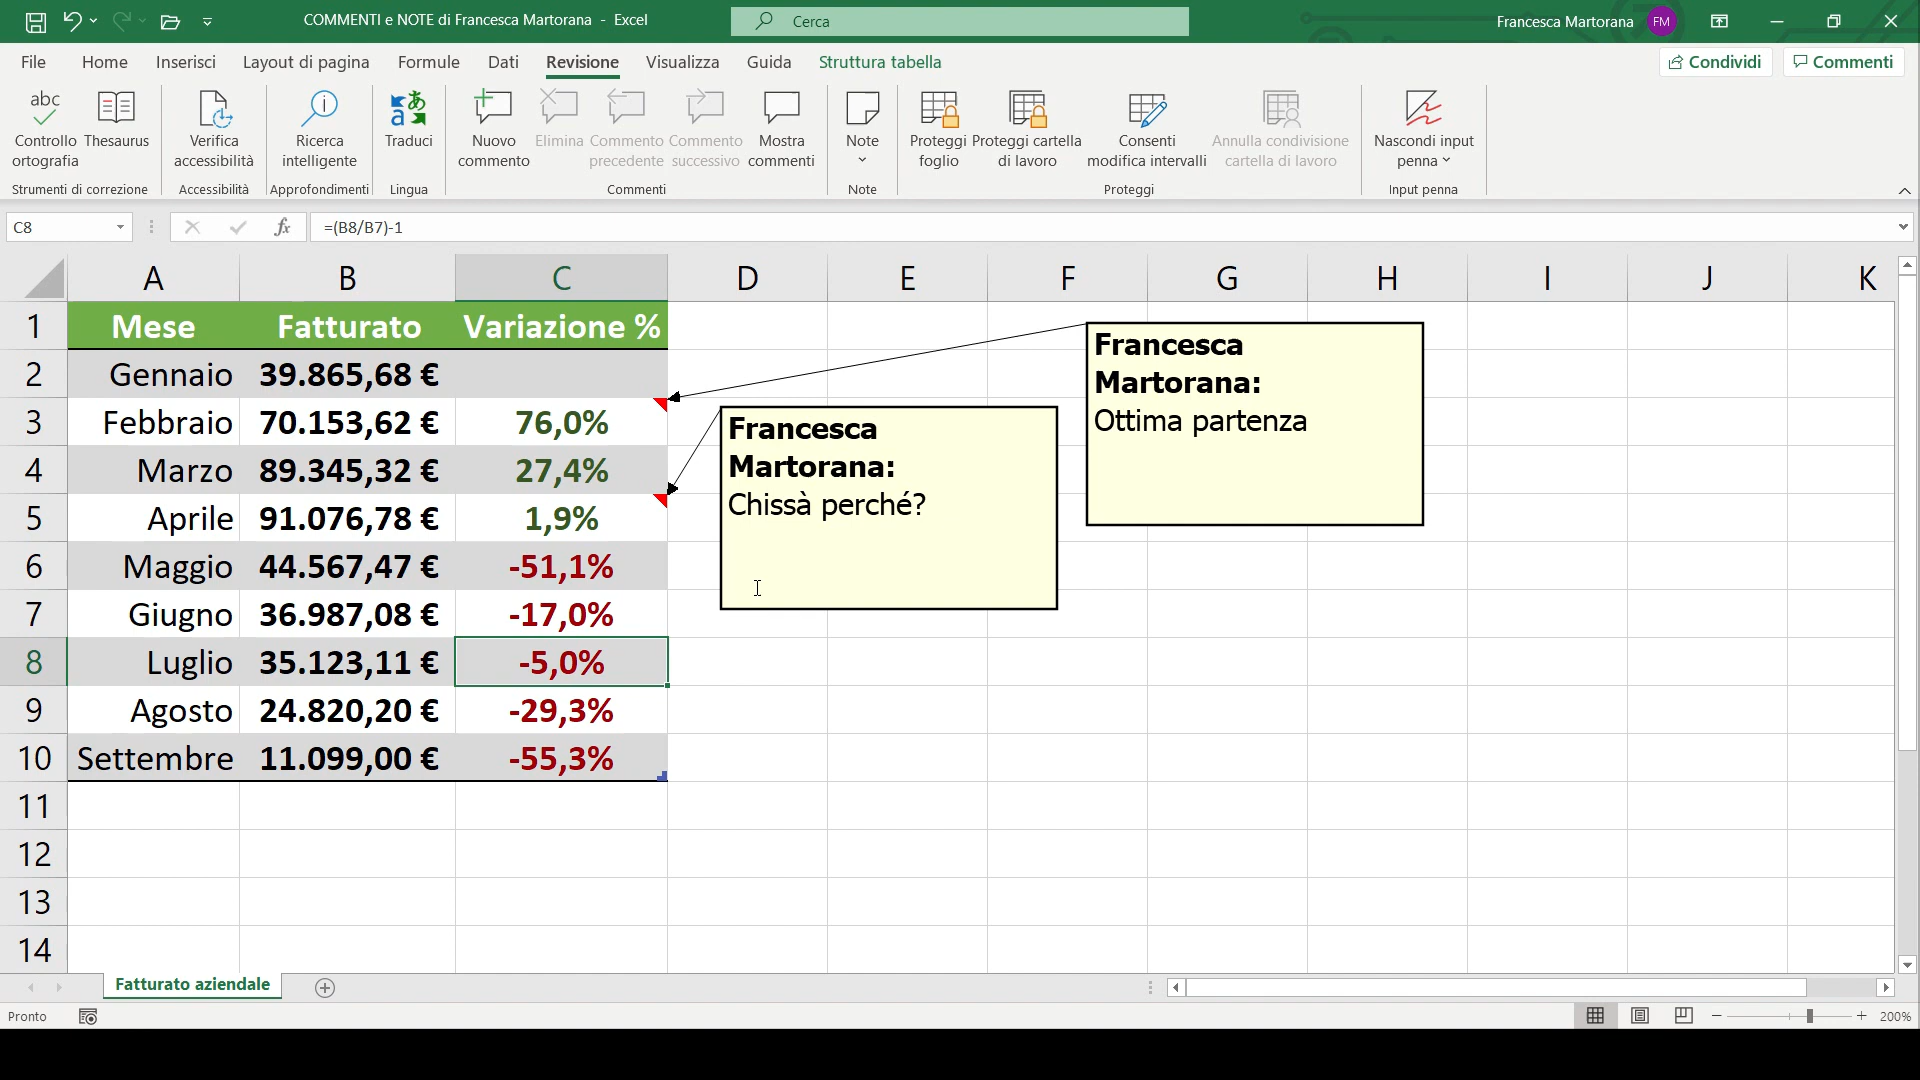 COMMENTI e NOTE di Francesca Martorana - Excel
Cerca
Francesca Martorana
FM
File Home Inserisci Layout di pagina Formule Dati Revisione Visualizza Guida Struttura tabella
Condividi
Commenti
Controllo ortografia
Thesaurus
Verifica accessibilità
Ricerca intelligente
Traduci
Nuovo commento
Elimina
Commento precedente
Commento successivo
Mostra commenti
Note
Proteggi foglio
Proteggi cartella di lavoro
Consenti modifica intervalli
Annulla condivisione cartella di lavoro
Nascondi input penna
Strumenti di correzione
Accessibilità
Approfondimenti
Lingua
Commenti
Note
Proteggi
Input penna
C8
fx
=(B8/B7)-1
A B C D E F G H I J K
1 Mese Fatturato Variazione %
2 Gennaio 39.865,68 €
3 Febbraio 70.153,62 € 76,0%
4 Marzo 89.345,32 € 27,4%
5 Aprile 91.076,78 € 1,9%
6 Maggio 44.567,47 € -51,1%
7 Giugno 36.987,08 € -17,0%
8 Luglio 35.123,11 € -5,0%
9 Agosto 24.820,20 € -29,3%
10 Settembre 11.099,00 € -55,3%
11
12
13
14
Francesca
Martorana:
Chissà perché?
Francesca
Martorana:
Ottima partenza
Fatturato aziendale
Pronto
200%